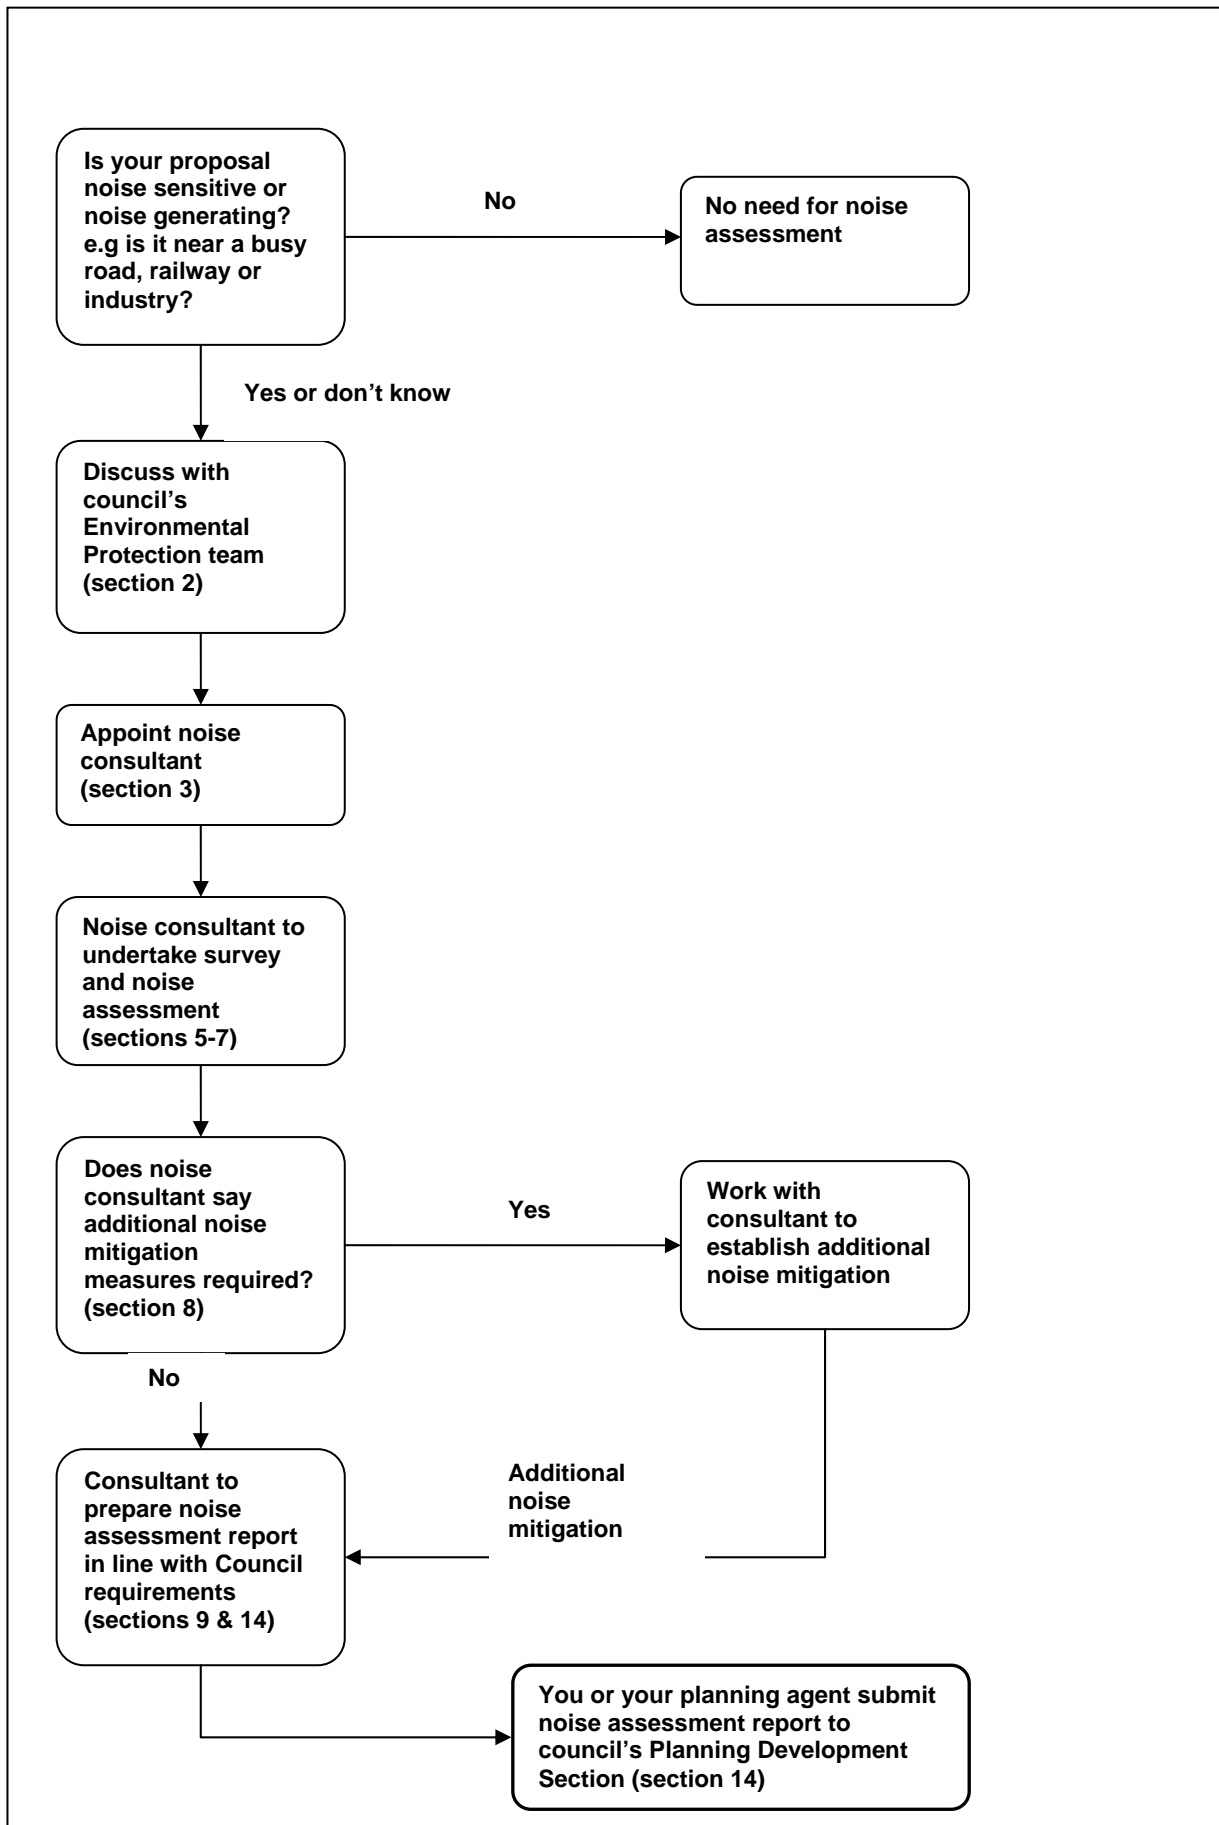 Is your proposal
noise sensitive or
noise generating?
e.g is it near a busy
road, railway or
industry?
No
No need for noise
assessment
Yes or don’t know
Discuss with
council’s
Environmental
Protection team
(section 2)
Appoint noise
consultant
(section 3)
Noise consultant to
undertake survey
and noise
assessment
(sections 5-7)
Does noise
consultant say
additional noise
mitigation
measures required?
(section 8)
Yes
Work with
consultant to
establish additional
noise mitigation
No
Additional
noise
mitigation
Consultant to
prepare noise
assessment report
in line with Council
requirements
(sections 9 & 14)
You or your planning agent submit
noise assessment report to
council’s Planning Development
Section (section 14)